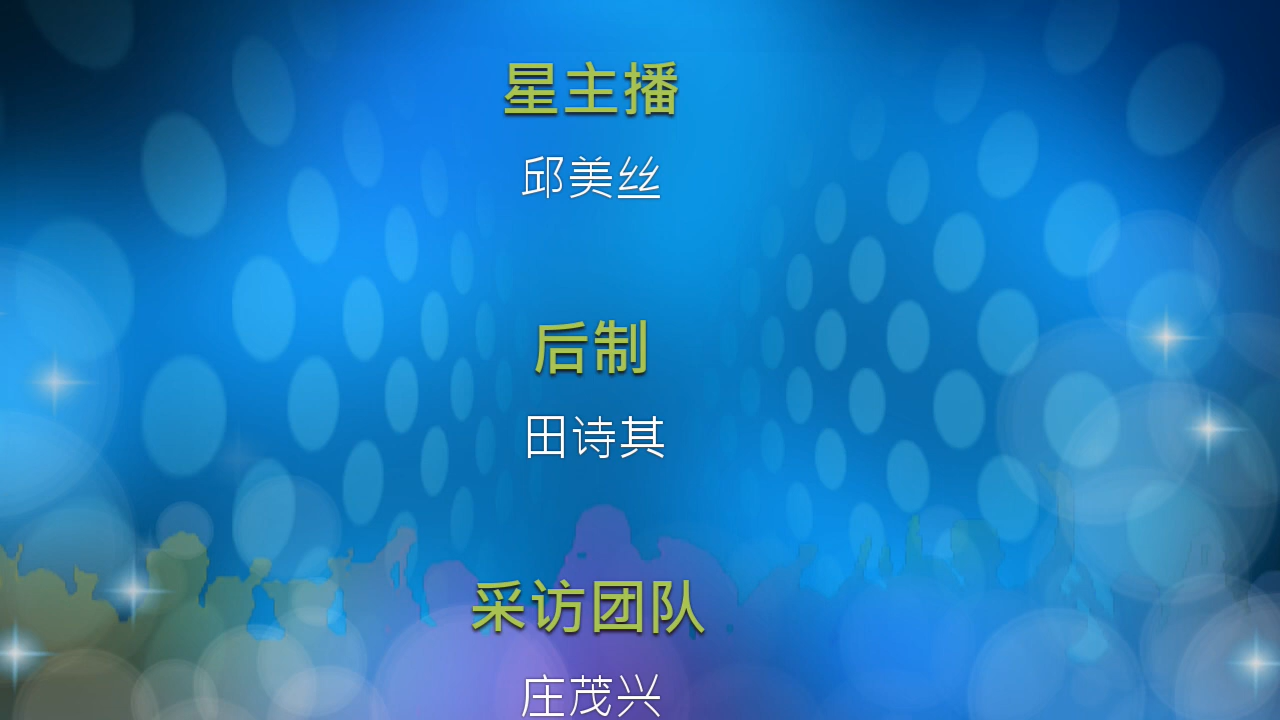 星主播
邱美丝
后制
田诗其
采访团队
庄茂兴